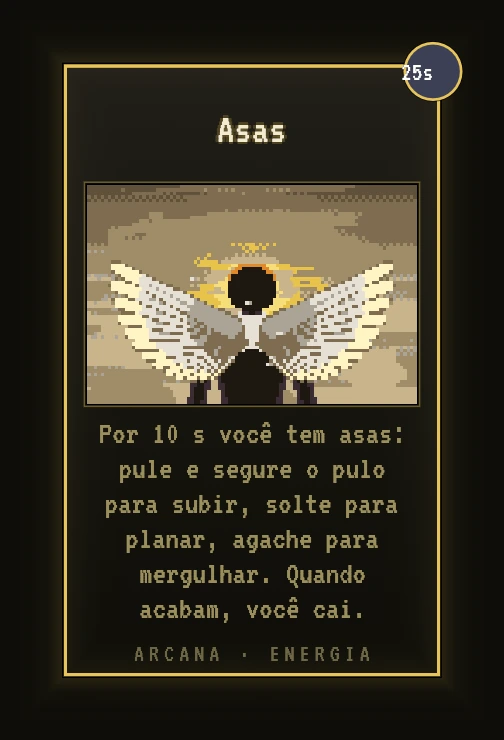 25s
Asas
Por 10 s você tem asas:
pule e segure o pulo
para subir, solte para
planar, agache para
mergulhar. Quando
acabam, você cai.
ARCANA · ENERGIA